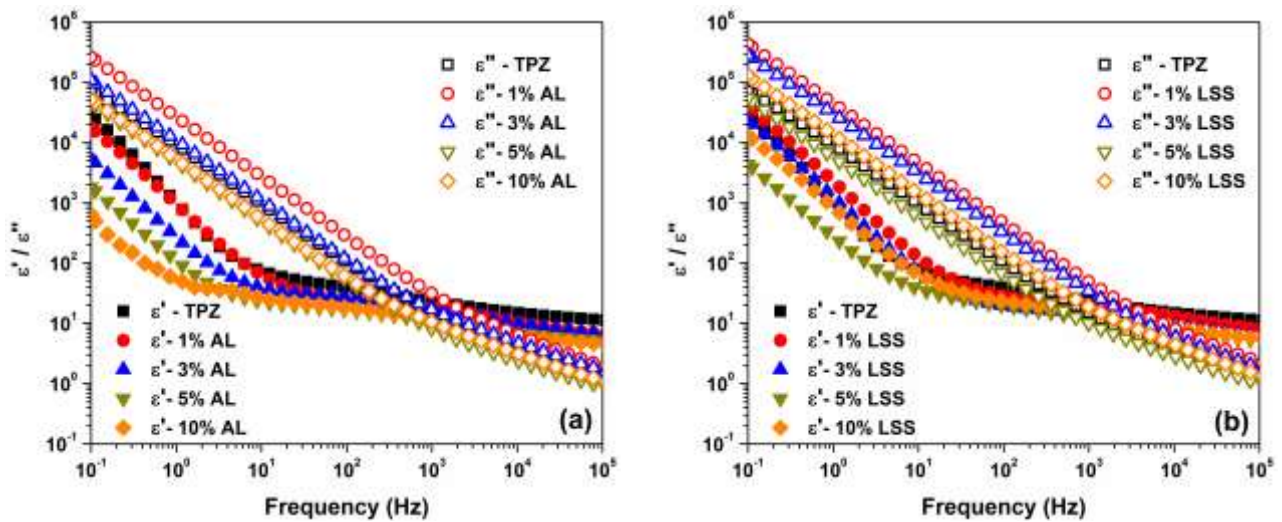 10⁶
10⁵
10⁴
10³
10²
10¹
10⁰
10⁻¹
ε' / ε''
ε'' - TPZ
ε''- 1% AL
ε''- 3% AL
ε''- 5% AL
ε''- 10% AL
ε' - TPZ
ε'- 1% AL
ε'- 3% AL
ε'- 5% AL
ε'- 10% AL
(a)
10⁻¹ 10⁰ 10¹ 10² 10³ 10⁴ 10⁵
Frequency (Hz)
10⁶
10⁵
10⁴
10³
10²
10¹
10⁰
10⁻¹
ε' / ε''
ε'' - TPZ
ε''- 1% LSS
ε''- 3% LSS
ε''- 5% LSS
ε''- 10% LSS
ε' - TPZ
ε'- 1% LSS
ε'- 3% LSS
ε'- 5% LSS
ε'- 10% LSS
(b)
10⁻¹ 10⁰ 10¹ 10² 10³ 10⁴ 10⁵
Frequency (Hz)